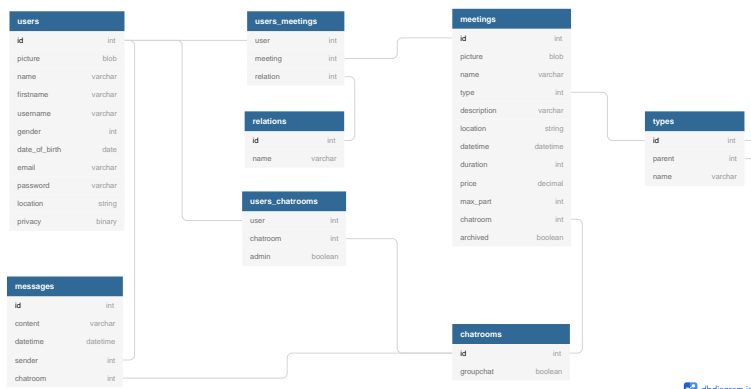 users
id int
picture blob
name varchar
firstname varchar
username varchar
gender int
date_of_birth date
email varchar
password varchar
location string
privacy binary
messages
id int
content varchar
datetime datetime
sender int
chatroom int
users_meetings
user int
meeting int
relation int
relations
id int
name varchar
users_chatrooms
user int
chatroom int
admin boolean
meetings
id int
picture blob
name varchar
type int
description varchar
location string
datetime datetime
duration int
price decimal
max_part int
chatroom int
archived boolean
chatrooms
id int
groupchat boolean
types
id int
parent int
name varchar